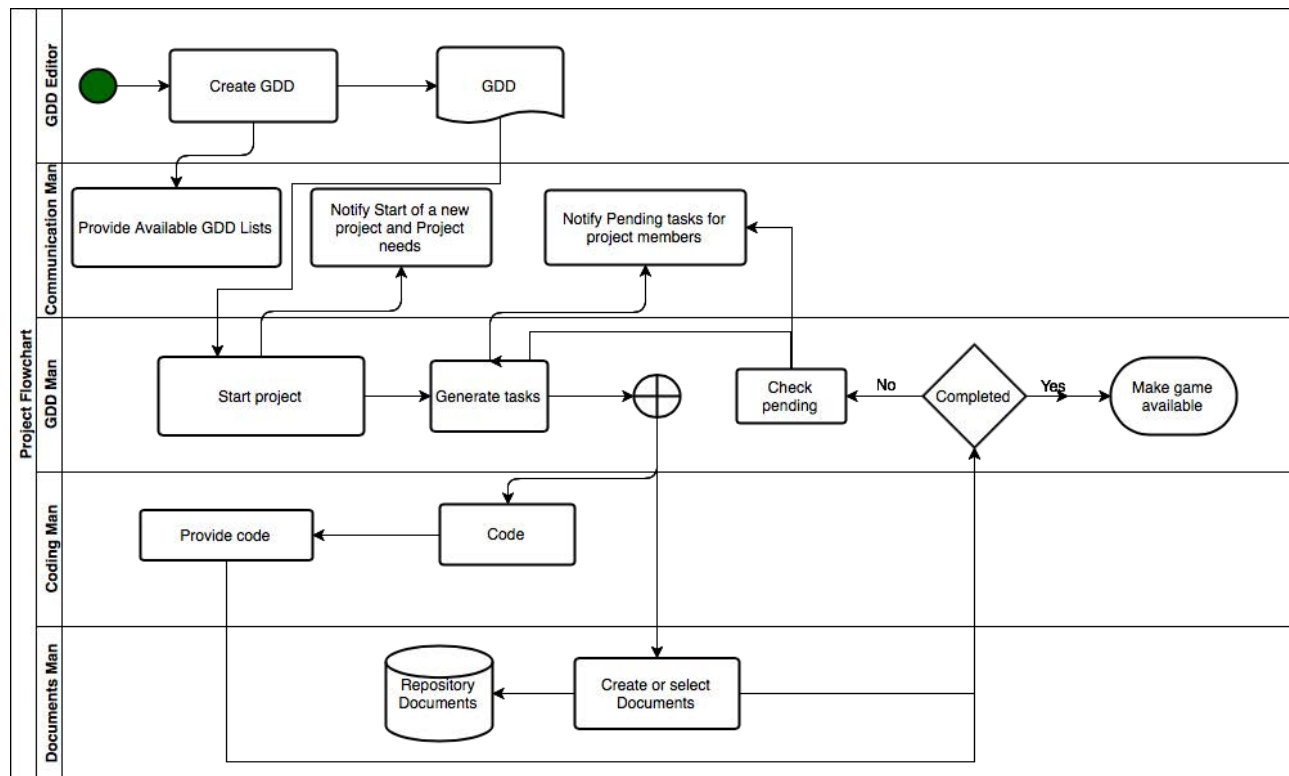 Project Flowchart
GDD Editor
Create GDD
GDD
Communication Man
Provide Available GDD Lists
Notify Start of a new
project and Project
needs
Notify Pending tasks for
project members
GDD Man
Start project
Generate tasks
Check
pending
No
Completed
Yes
Make game
available
Coding Man
Provide code
Code
Documents Man
Repository
Documents
Create or select
Documents